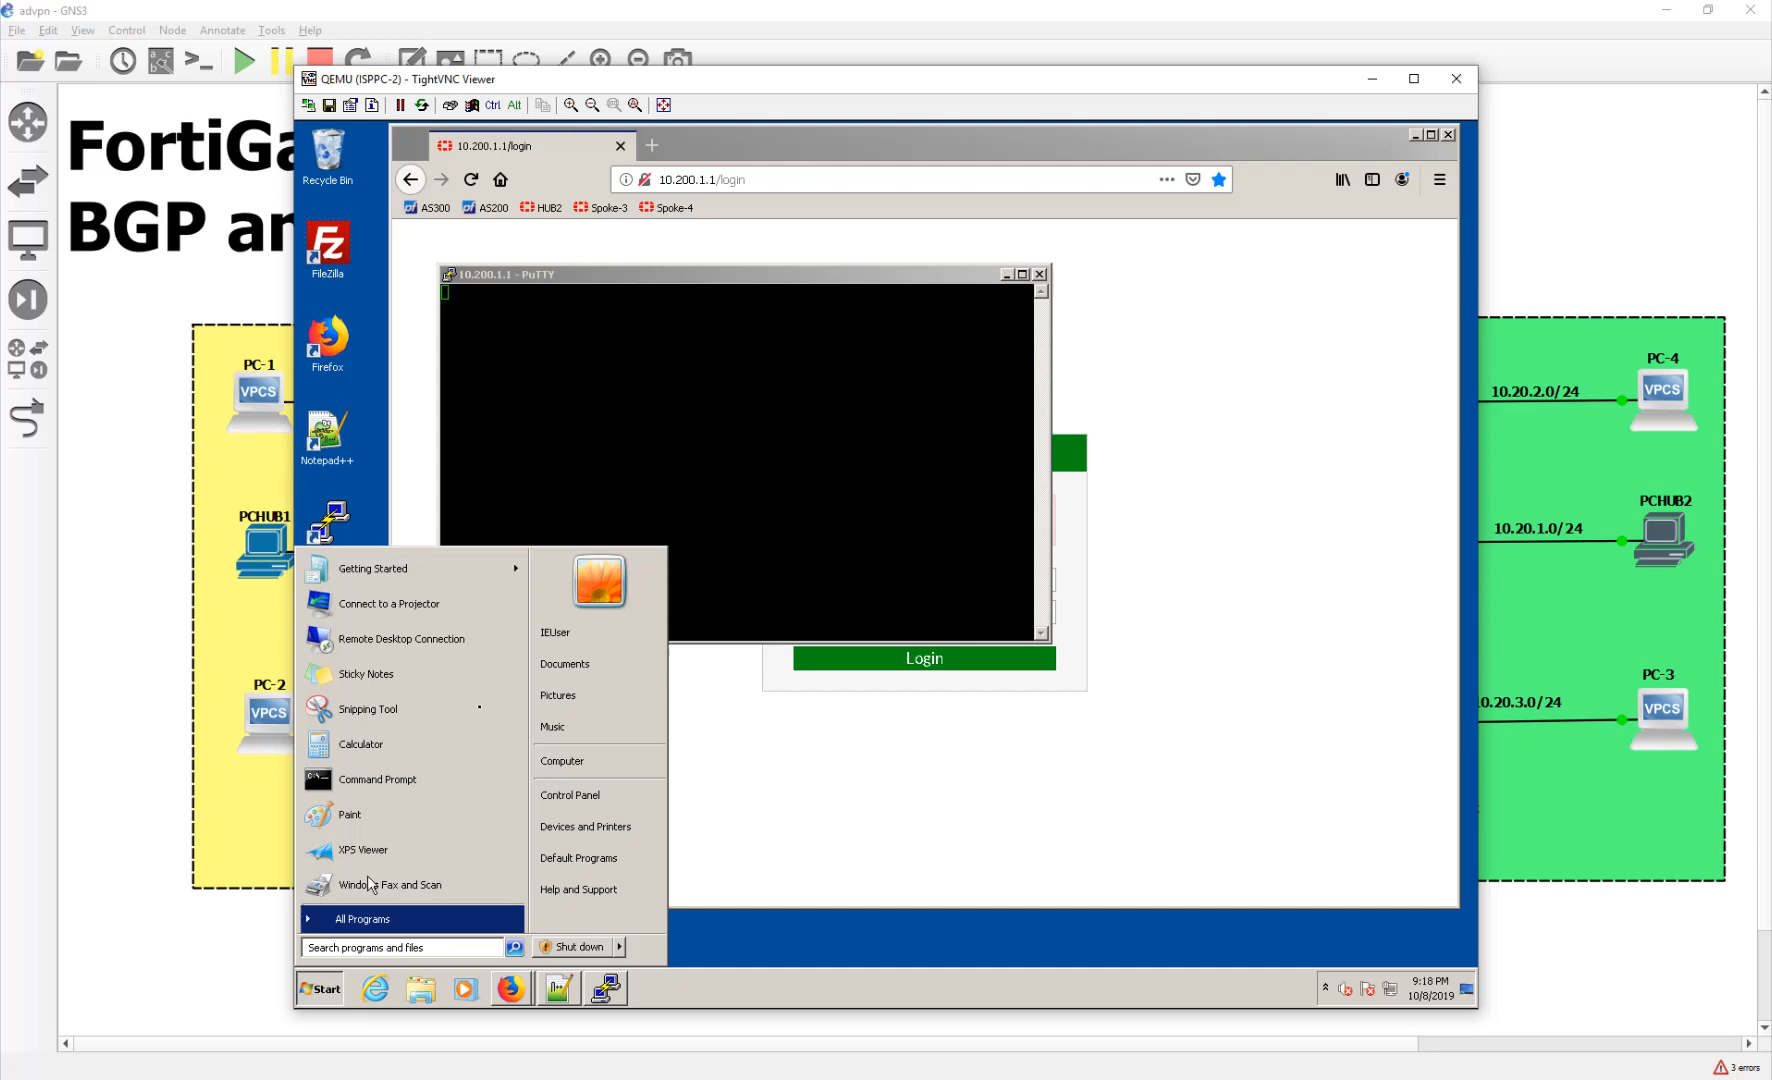 advpn - GNS3
File Edit View Control Node Annotate Tools Help
QEMU (ISPPC-2) - TightVNC Viewer
Ctrl Alt
FortiGa
BGP an
Recycle Bin
FileZilla
Firefox
Notepad++
10.200.1.1/login
10.200.1.1/login
AS300 AS200 HUB2 Spoke-3 Spoke-4
10.200.1.1 - PuTTY
Login
PC-1
VPCS
PCHUB1
PC-2
VPCS
PC-4
VPCS
10.20.2.0/24
PCHUB2
10.20.1.0/24
PC-3
VPCS
10.20.3.0/24
Getting Started
Connect to a Projector
Remote Desktop Connection
Sticky Notes
Snipping Tool
Calculator
Command Prompt
Paint
XPS Viewer
Windows Fax and Scan
All Programs
Search programs and files
IEUser
Documents
Pictures
Music
Computer
Control Panel
Devices and Printers
Default Programs
Help and Support
Shut down
Start
9:18 PM
10/8/2019
3 errors